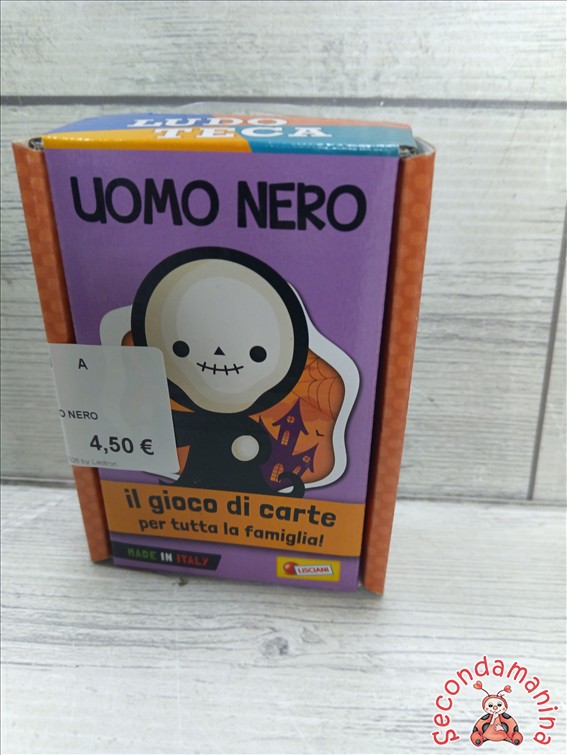 LUDO
TECA
UOMO NERO
A
O NERO
4,50 €
il gioco di carte
per tutta la famiglia!
MADE IN ITALY
LISCIANI
Secondamanina